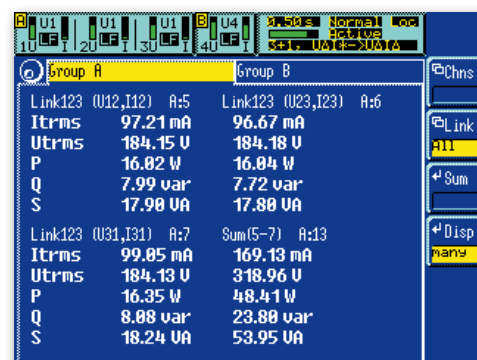 A U1 U1 U1 B U4 0.50s Normal Loc
Active
1U LF I 2U LF I 3U LF I 4U LF I 3+1, UΔI*->UΔIΔ
Group A Group B
Chns
Link123 (U12,I12) A:5 Link123 (U23,I23) A:6
Itrms 97.21 mA 96.67 mA
Link
Utrms 184.15 V 184.18 V
All
P 16.02 W 16.04 W
Q 7.99 var 7.72 var
Sum
S 17.90 VA 17.80 VA
Link123 (U31,I31) A:7 Sum(5-7) A:13
Disp
Itrms 99.05 mA 169.13 mA
many
Utrms 184.13 V 318.96 V
P 16.35 W 48.41 W
Q 8.08 var 23.80 var
S 18.24 VA 53.95 VA